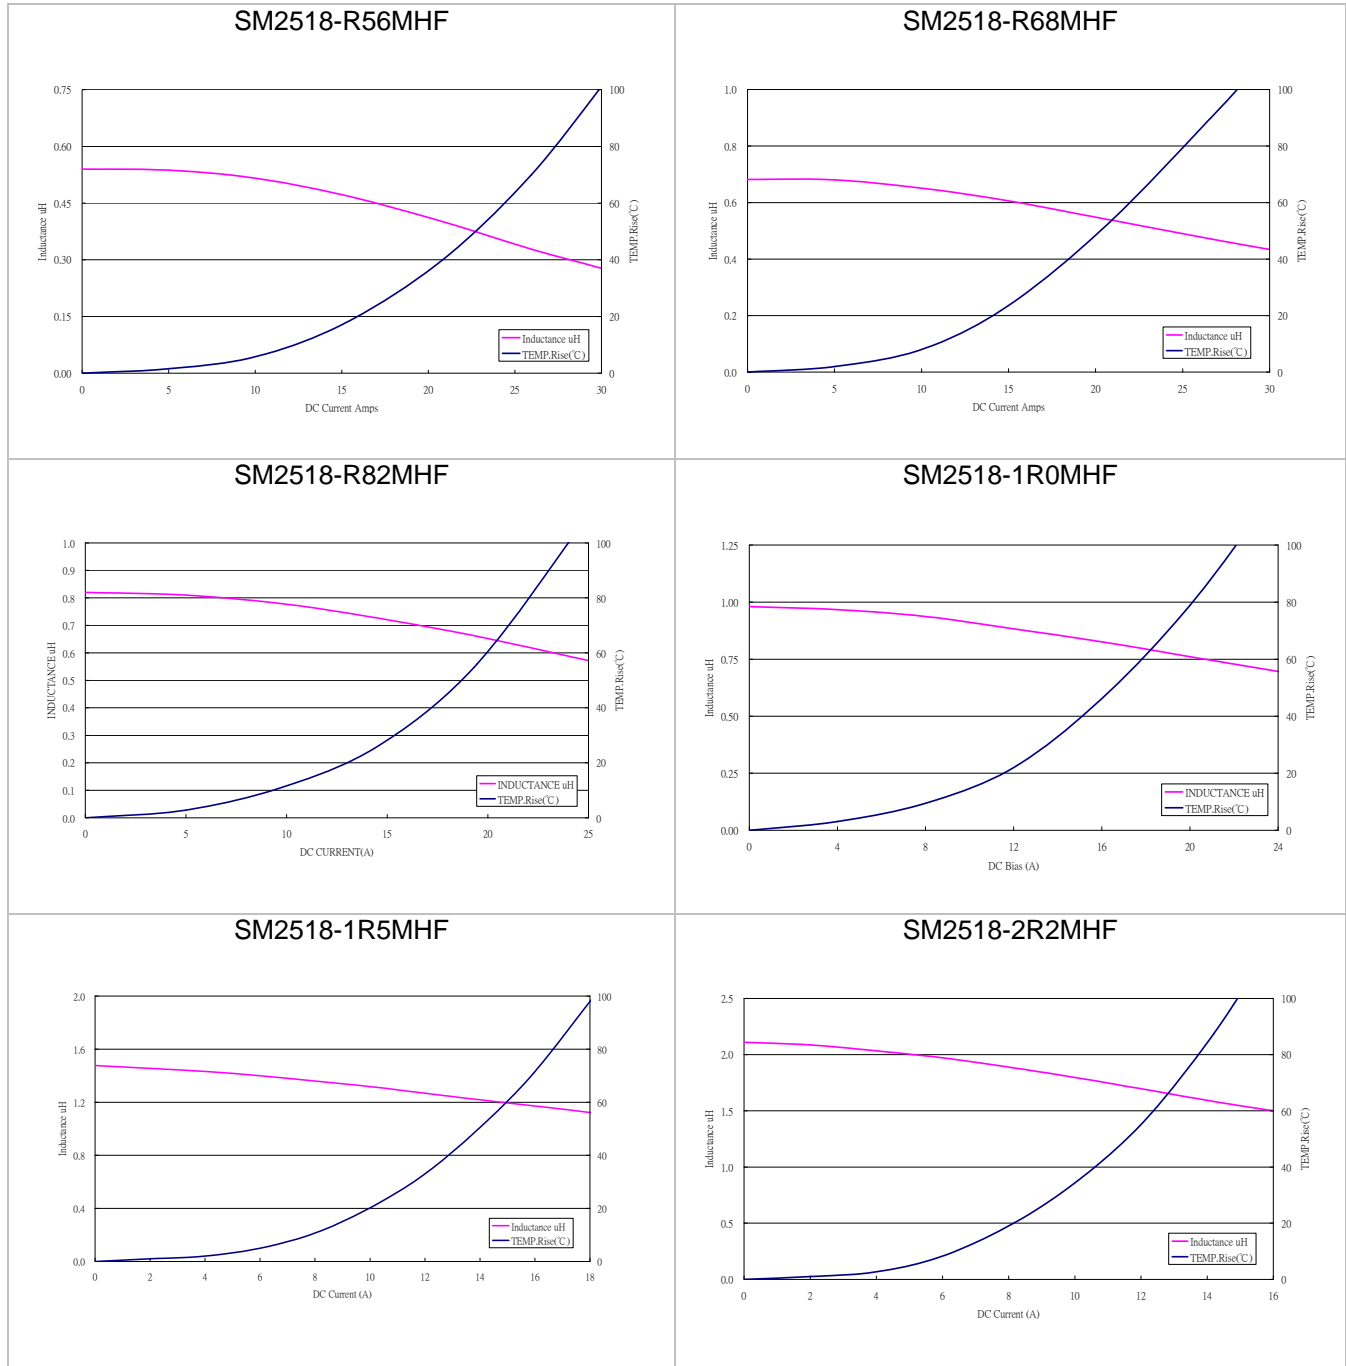 SM2518-R56MHF
0.75
0.60
0.45
0.30
0.15
0.00
Inductance uH
100
80
60
40
20
0
TEMP.Rise(℃)
0 5 10 15 20 25 30
DC Current Amps
Inductance uH
TEMP.Rise(℃)
SM2518-R68MHF
1.0
0.8
0.6
0.4
0.2
0.0
Inductance uH
100
80
60
40
20
0
TEMP.Rise(℃)
0 5 10 15 20 25 30
DC Current Amps
Inductance uH
TEMP.Rise(℃)
SM2518-R82MHF
1.0
0.9
0.8
0.7
0.6
0.5
0.4
0.3
0.2
0.1
0.0
INDUCTANCE uH
100
80
60
40
20
0
TEMP.Rise(℃)
0 5 10 15 20 25
DC CURRENT(A)
INDUCTANCE uH
TEMP.Rise(℃)
SM2518-1R0MHF
1.25
1.00
0.75
0.50
0.25
0.00
Inductance uH
100
80
60
40
20
0
TEMP.Rise(℃)
0 4 8 12 16 20 24
DC Bias (A)
INDUCTANCE uH
TEMP.Rise(℃)
SM2518-1R5MHF
2.0
1.6
1.2
0.8
0.4
0.0
Inductance uH
100
80
60
40
20
0
0 2 4 6 8 10 12 14 16 18
DC Current (A)
Inductance uH
TEMP.Rise(℃)
SM2518-2R2MHF
2.5
2.0
1.5
1.0
0.5
0.0
Inductance uH
100
80
60
40
20
0
TEMP.Rise(℃)
0 2 4 6 8 10 12 14 16
DC Current (A)
Inductance uH
TEMP.Rise(℃)